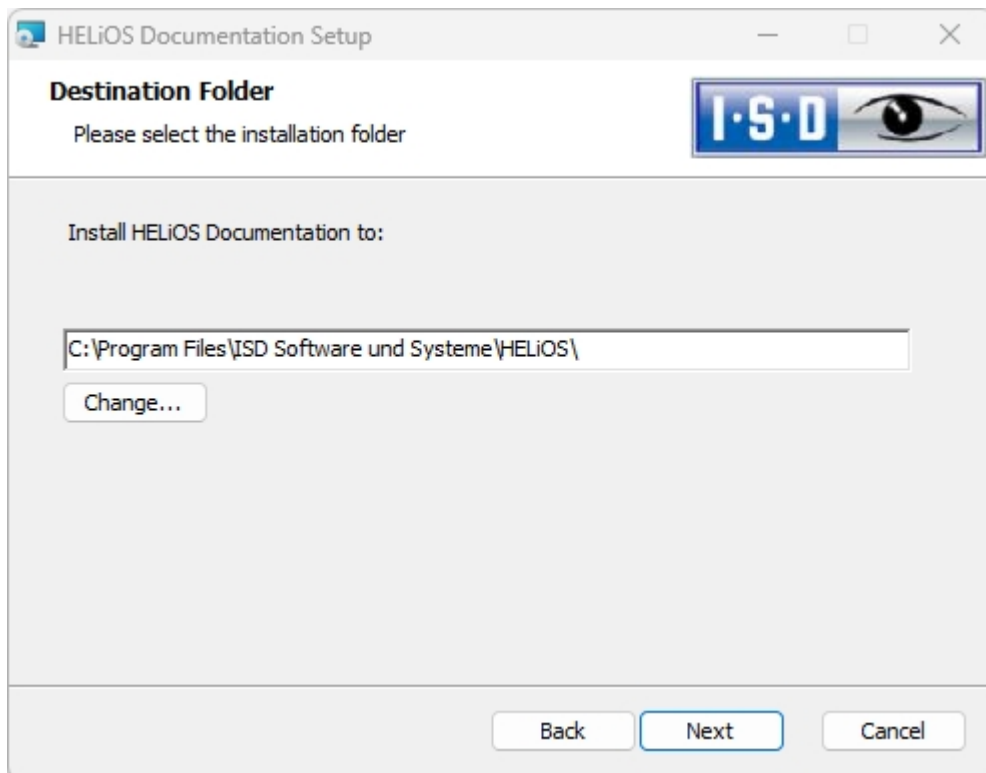 HELiOS Documentation Setup
Destination Folder
Please select the installation folder
I·S·D
Install HELiOS Documentation to:
C:\Program Files\ISD Software und Systeme\HELiOS\
Change...
Back
Next
Cancel